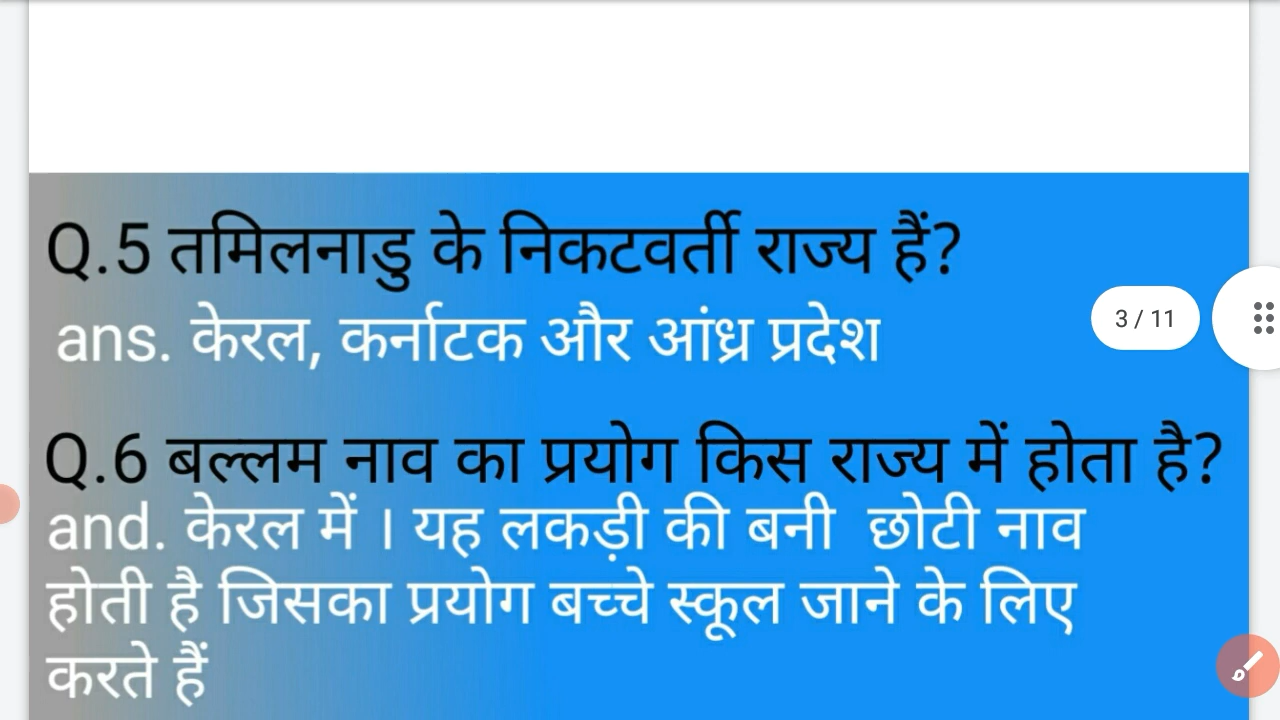 Q.5 तमिलनाडु के निकटवर्ती राज्य हैं?
ans. केरल, कर्नाटक और आंध्र प्रदेश
3 / 11
Q.6 बल्लम नाव का प्रयोग किस राज्य में होता है?
and. केरल में । यह लकड़ी की बनी छोटी नाव
होती है जिसका प्रयोग बच्चे स्कूल जाने के लिए
करते हैं